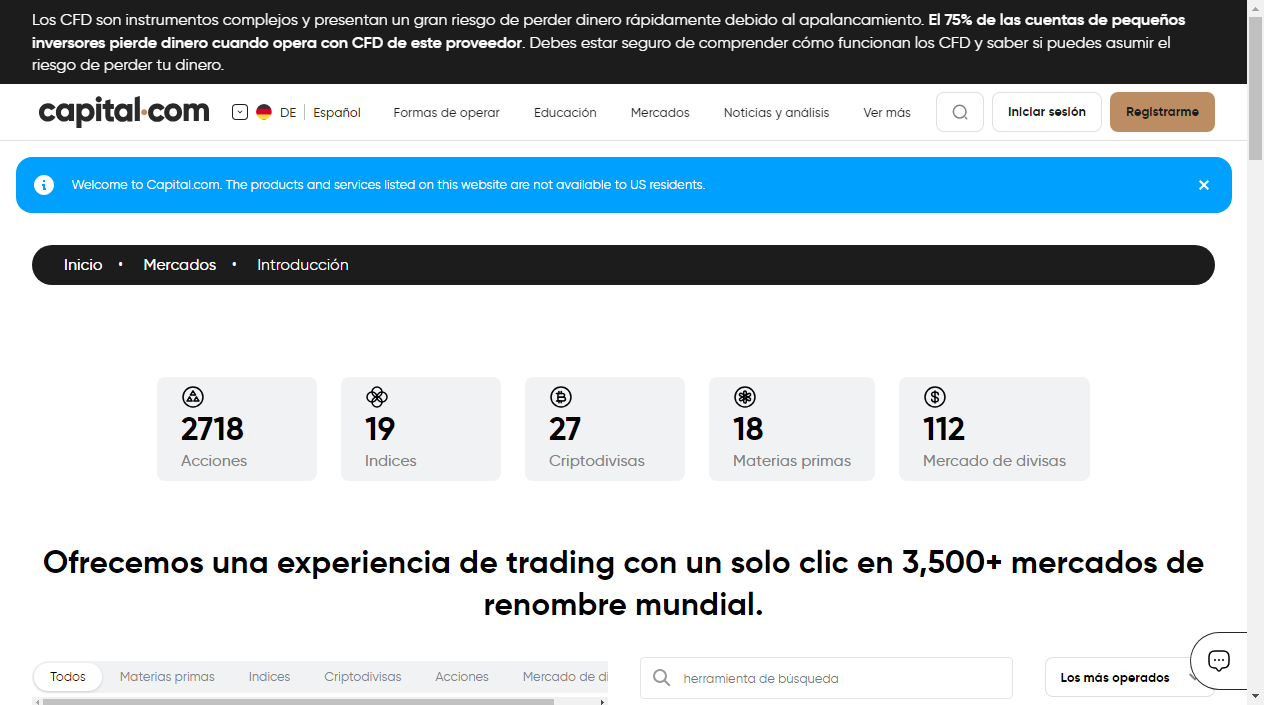 Los CFD son instrumentos complejos y presentan un gran riesgo de perder dinero rápidamente debido al apalancamiento. El 75% de las cuentas de pequeños
inversores pierde dinero cuando opera con CFD de este proveedor. Debes estar seguro de comprender cómo funcionan los CFD y saber si puedes asumir el
riesgo de perder tu dinero.
capital.com DE Español Formas de operar Educación Mercados Noticias y análisis Ver más Iniciar sesión Registrarme
Welcome to Capital.com. The products and services listed on this website are not available to US residents.
Inicio • Mercados • Introducción
2718 19 27 18 112
Acciones Indices Criptodivisas Materias primas Mercado de divisas
Ofrecemos una experiencia de trading con un solo clic en 3,500+ mercados de
renombre mundial.
Todos Materias primas Indices Criptodivisas Acciones Mercado de di herramienta de búsqueda Los más operados